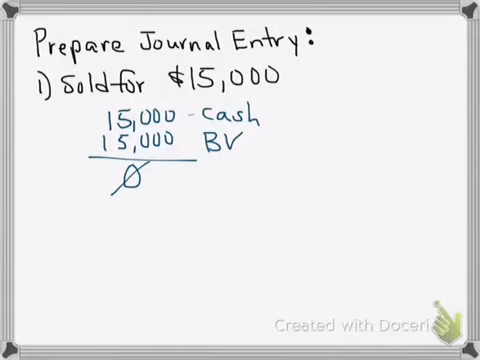 Prepare Journal Entry:
1) Sold for $15,000
15,000 - Cash
15,000 BV
0
Created with Doceri